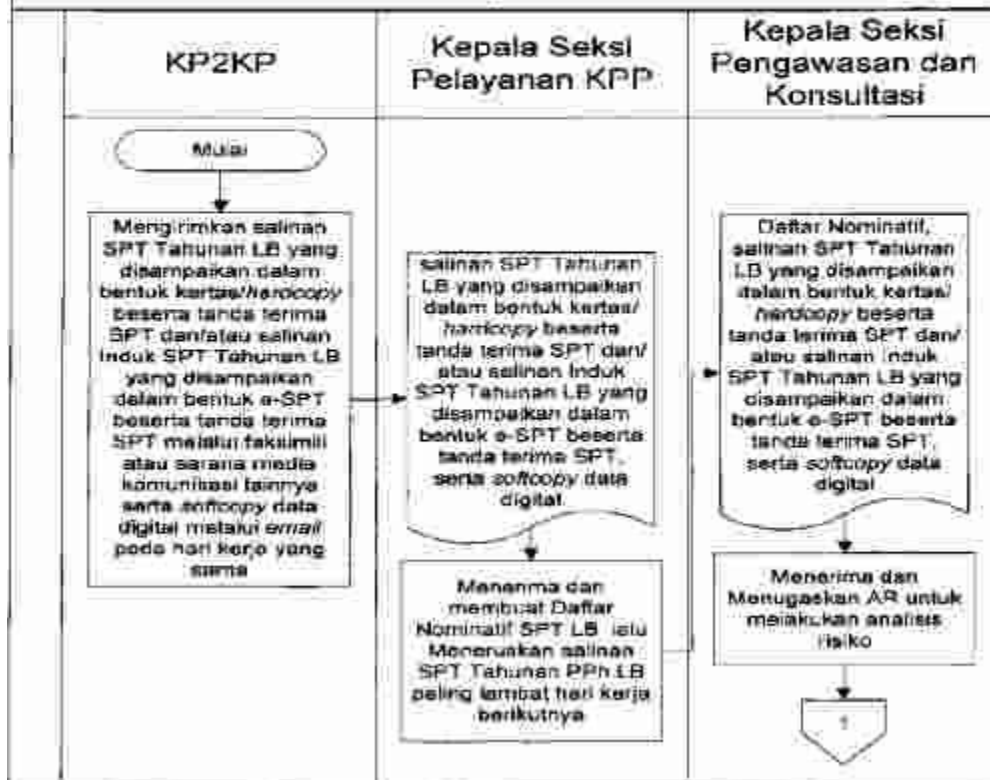 KP2KP
Kepala Seksi
Pelayanan KPP
Kepala Seksi
Pengawasan dan
Konsultasi
Mulai
Mengirimkan salinan
SPT Tahunan LB yang
disampaikan dalam
bentuk kertas/hardcopy
beserta tanda terima
SPT dan/atau salinan
Induk SPT Tahunan LB
yang disampaikan
dalam bentuk e-SPT
beserta tanda terima
SPT melalui faksimili
atau sarana media
komunikasi lainnya
serta softcopy data
digital melalui email
pada hari kerja yang
sama
salinan SPT Tahunan
LB yang disampaikan
dalam bentuk kertas/
hardcopy beserta
tanda terima SPT dan/
atau salinan Induk
SPT Tahunan LB yang
disampaikan dalam
bentuk e-SPT beserta
tanda terima SPT,
serta softcopy data
digital
Menerima dan
membuat Daftar
Nominatif SPT LB lalu
Meneruskan salinan
SPT Tahunan PPh LB
paling lambat hari kerja
berikutnya
Daftar Nominatif,
salinan SPT Tahunan
LB yang disampaikan
dalam bentuk kertas/
hardcopy beserta
tanda terima SPT dan/
atau salinan Induk
SPT Tahunan LB yang
disampaikan dalam
bentuk e-SPT beserta
tanda terima SPT,
serta softcopy data
digital
Menerima dan
Menugaskan AR untuk
melakukan analisis
risiko
1